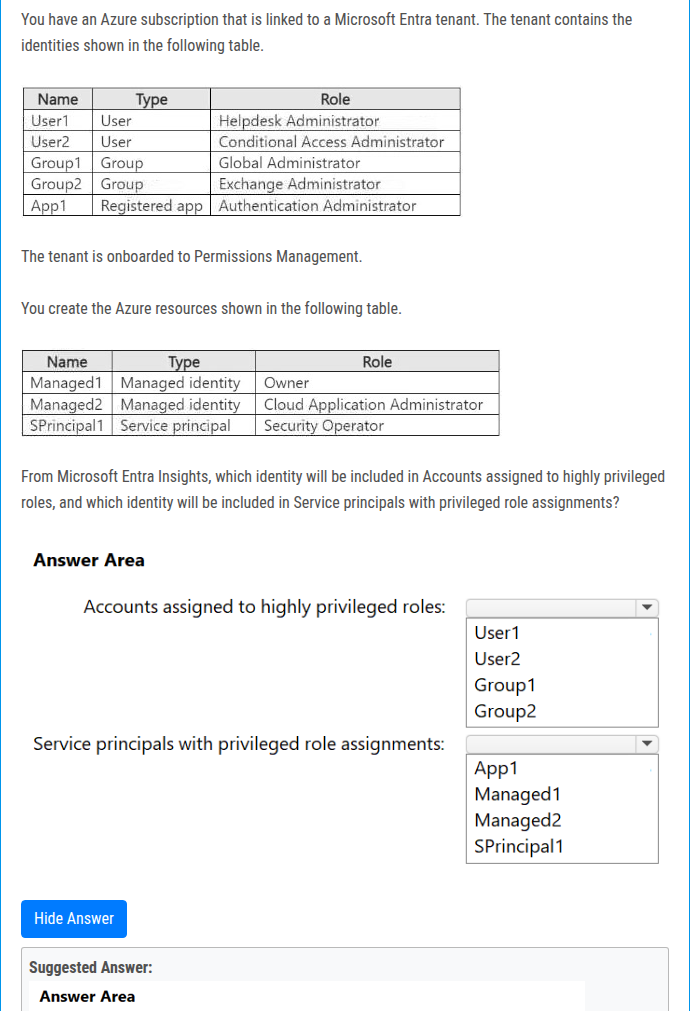 You have an Azure subscription that is linked to a Microsoft Entra tenant. The tenant contains the
identities shown in the following table.
Name Type Role
User1 User Helpdesk Administrator
User2 User Conditional Access Administrator
Group1 Group Global Administrator
Group2 Group Exchange Administrator
App1 Registered app Authentication Administrator
The tenant is onboarded to Permissions Management.
You create the Azure resources shown in the following table.
Name Type Role
Managed1 Managed identity Owner
Managed2 Managed identity Cloud Application Administrator
SPrincipal1 Service principal Security Operator
From Microsoft Entra Insights, which identity will be included in Accounts assigned to highly privileged
roles, and which identity will be included in Service principals with privileged role assignments?
Answer Area
Accounts assigned to highly privileged roles:
User1
User2
Group1
Group2
Service principals with privileged role assignments:
App1
Managed1
Managed2
SPrincipal1
Hide Answer
Suggested Answer:
Answer Area